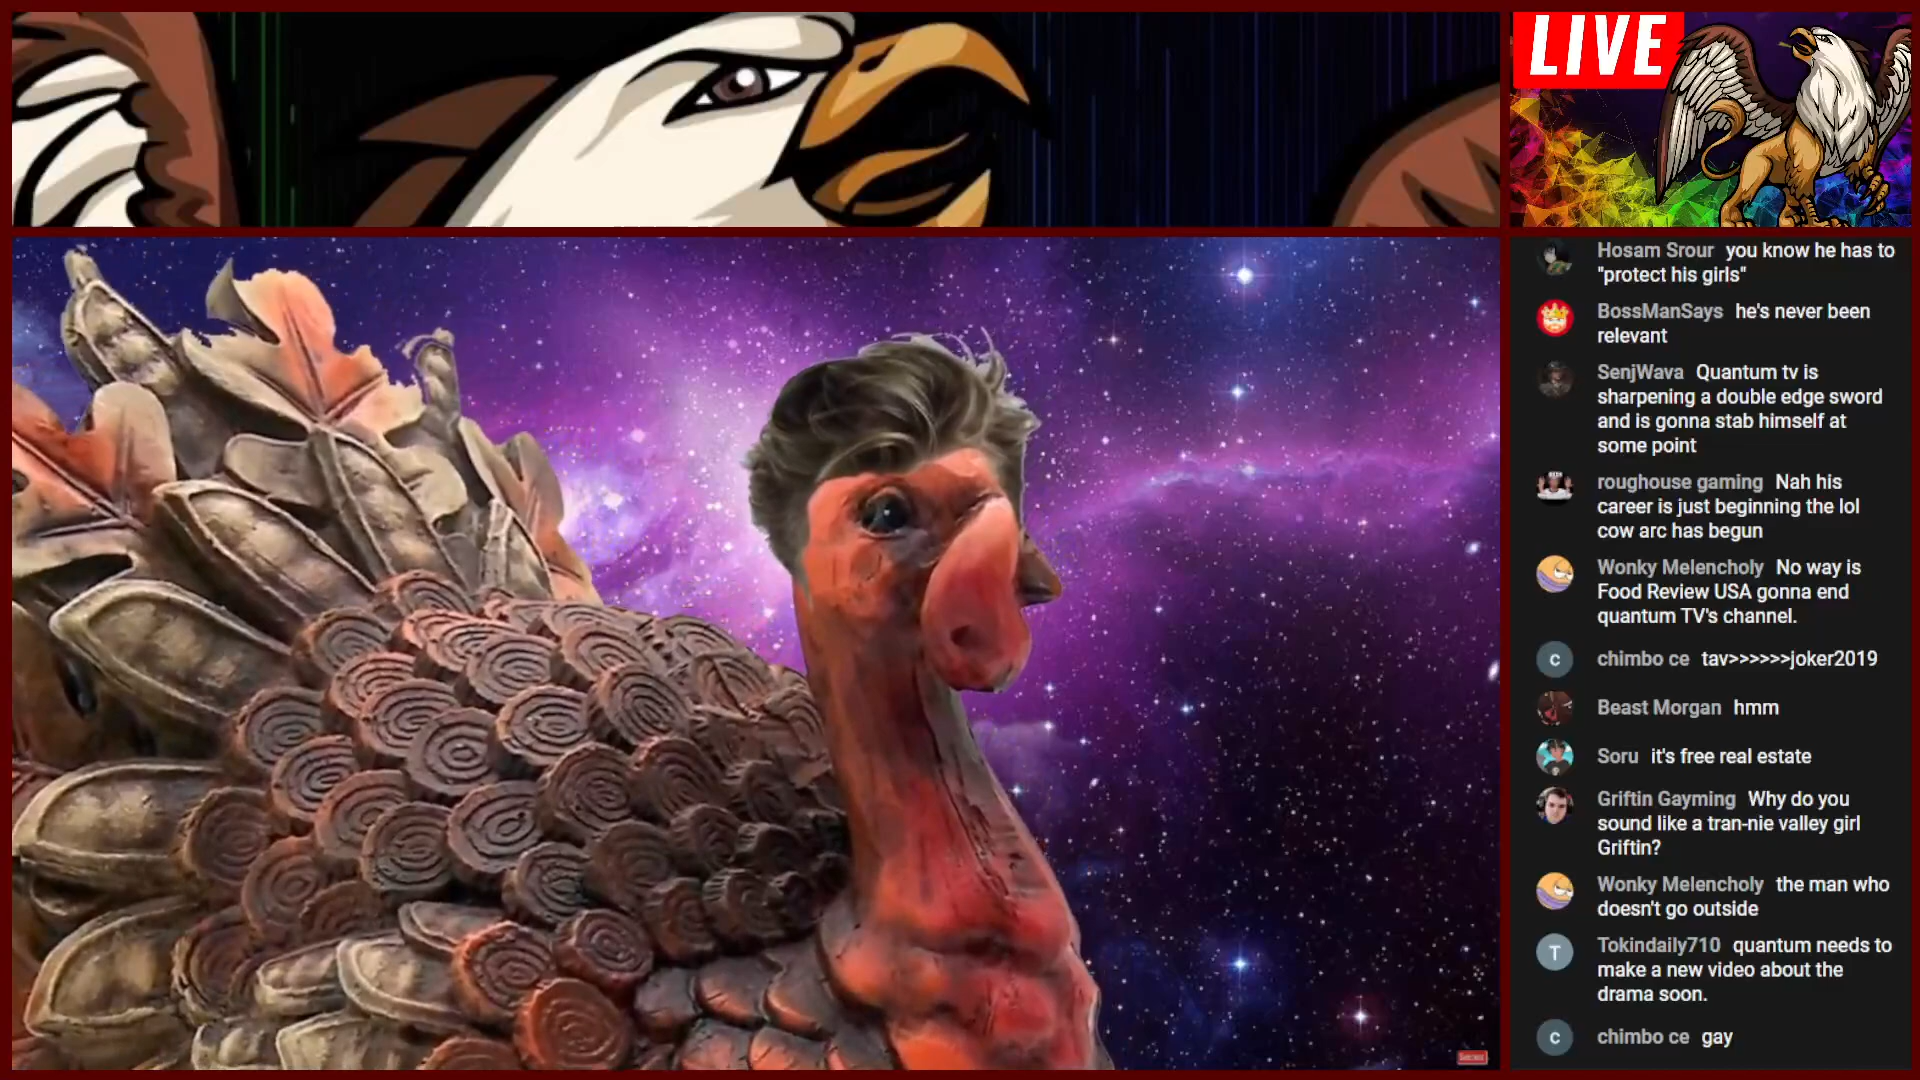 LIVE
Hosam Srour you know he has to
"protect his girls"
BossManSays he's never been
relevant
SenjWava Quantum tv is
sharpening a double edge sword
and is gonna stab himself at
some point
roughouse gaming Nah his
career is just beginning the lol
cow arc has begun
Wonky Melencholy No way is
Food Review USA gonna end
quantum TV's channel.
c chimbo ce tav>>>>>>joker2019
Beast Morgan hmm
Soru it's free real estate
Griftin Gayming Why do you
sound like a tran-nie valley girl
Griftin?
Wonky Melencholy the man who
doesn't go outside
T Tokindaily710 quantum needs to
make a new video about the
drama soon.
c chimbo ce gay